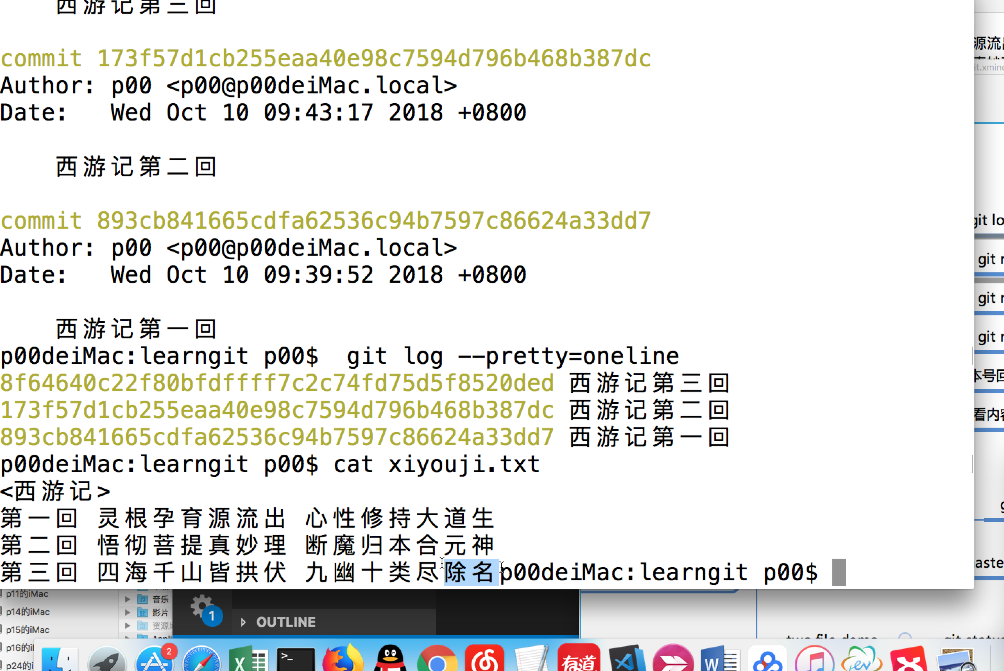 西游记第三回
commit 173f57d1cb255eaa40e98c7594d796b468b387dc
Author: p00 <p00@p00deiMac.local>
Date:   Wed Oct 10 09:43:17 2018 +0800
西游记第二回
commit 893cb841665cdfa62536c94b7597c86624a33dd7
Author: p00 <p00@p00deiMac.local>
Date:   Wed Oct 10 09:39:52 2018 +0800
西游记第一回
p00deiMac:learngit p00$  git log --pretty=oneline
8f64640c22f80bfdffff7c2c74fd75d5f8520ded 西游记第三回
173f57d1cb255eaa40e98c7594d796b468b387dc 西游记第二回
893cb841665cdfa62536c94b7597c86624a33dd7 西游记第一回
p00deiMac:learngit p00$ cat xiyouji.txt
<西游记>
第一回 灵根孕育源流出 心性修持大道生
第二回 悟彻菩提真妙理 断魔归本合元神
第三回 四海千山皆拱伏 九幽十类尽除名p00deiMac:learngit p00$
源流出
git lo
git r
git r
git r
本号回
看内容
aste
p11的iMac
p14的iMac
p15的iMac
p16的iM
p24的i
音乐
影片
资源
1
OUTLINE
two file demo
git status
2
有道